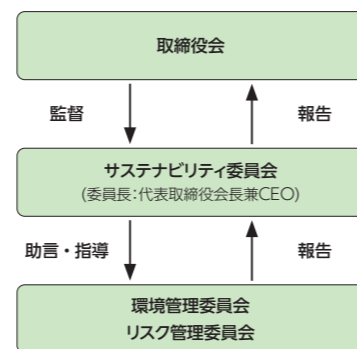 取締役会
監督
報告
サステナビリティ委員会
(委員長：代表取締役会長兼CEO)
助言・指導
報告
環境管理委員会
リスク管理委員会